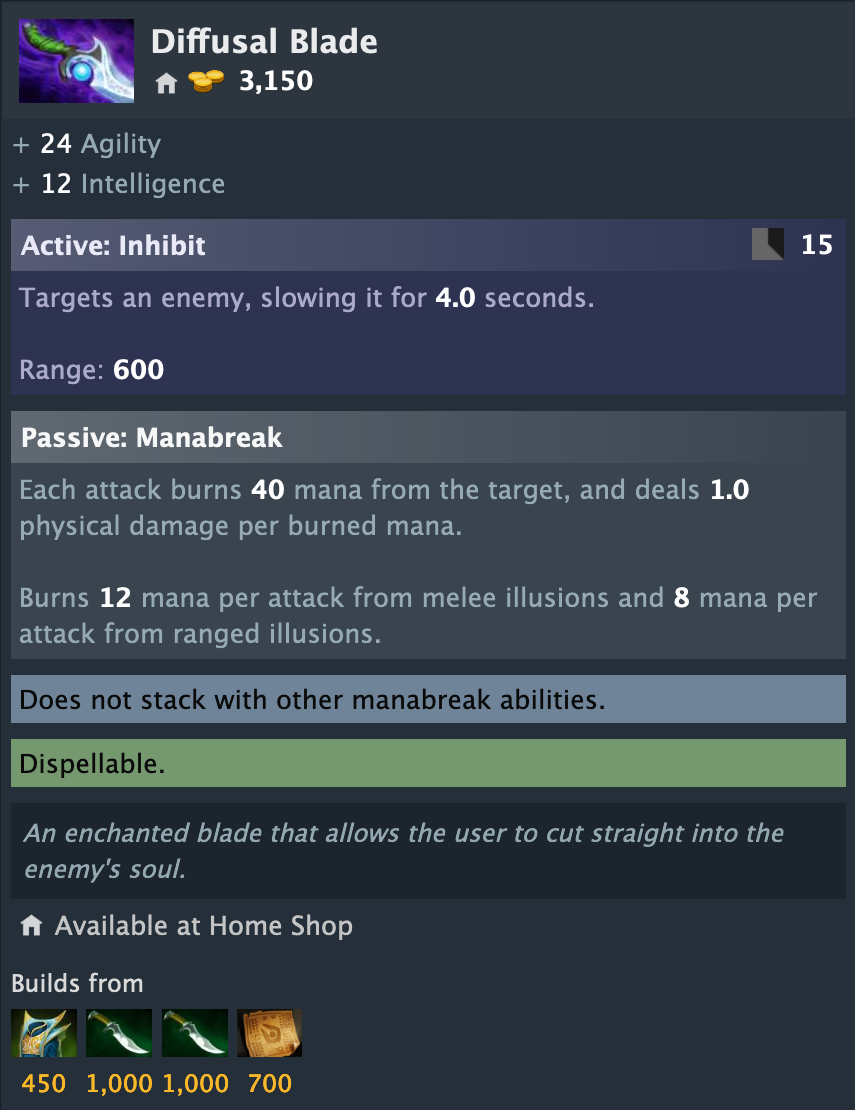 Diffusal Blade
3,150
+ 24 Agility
+ 12 Intelligence
Active: Inhibit 15
Targets an enemy, slowing it for 4.0 seconds.
Range: 600
Passive: Manabreak
Each attack burns 40 mana from the target, and deals 1.0
physical damage per burned mana.
Burns 12 mana per attack from melee illusions and 8 mana per
attack from ranged illusions.
Does not stack with other manabreak abilities.
Dispellable.
An enchanted blade that allows the user to cut straight into the
enemy's soul.
Available at Home Shop
Builds from
450 1,000 1,000 700